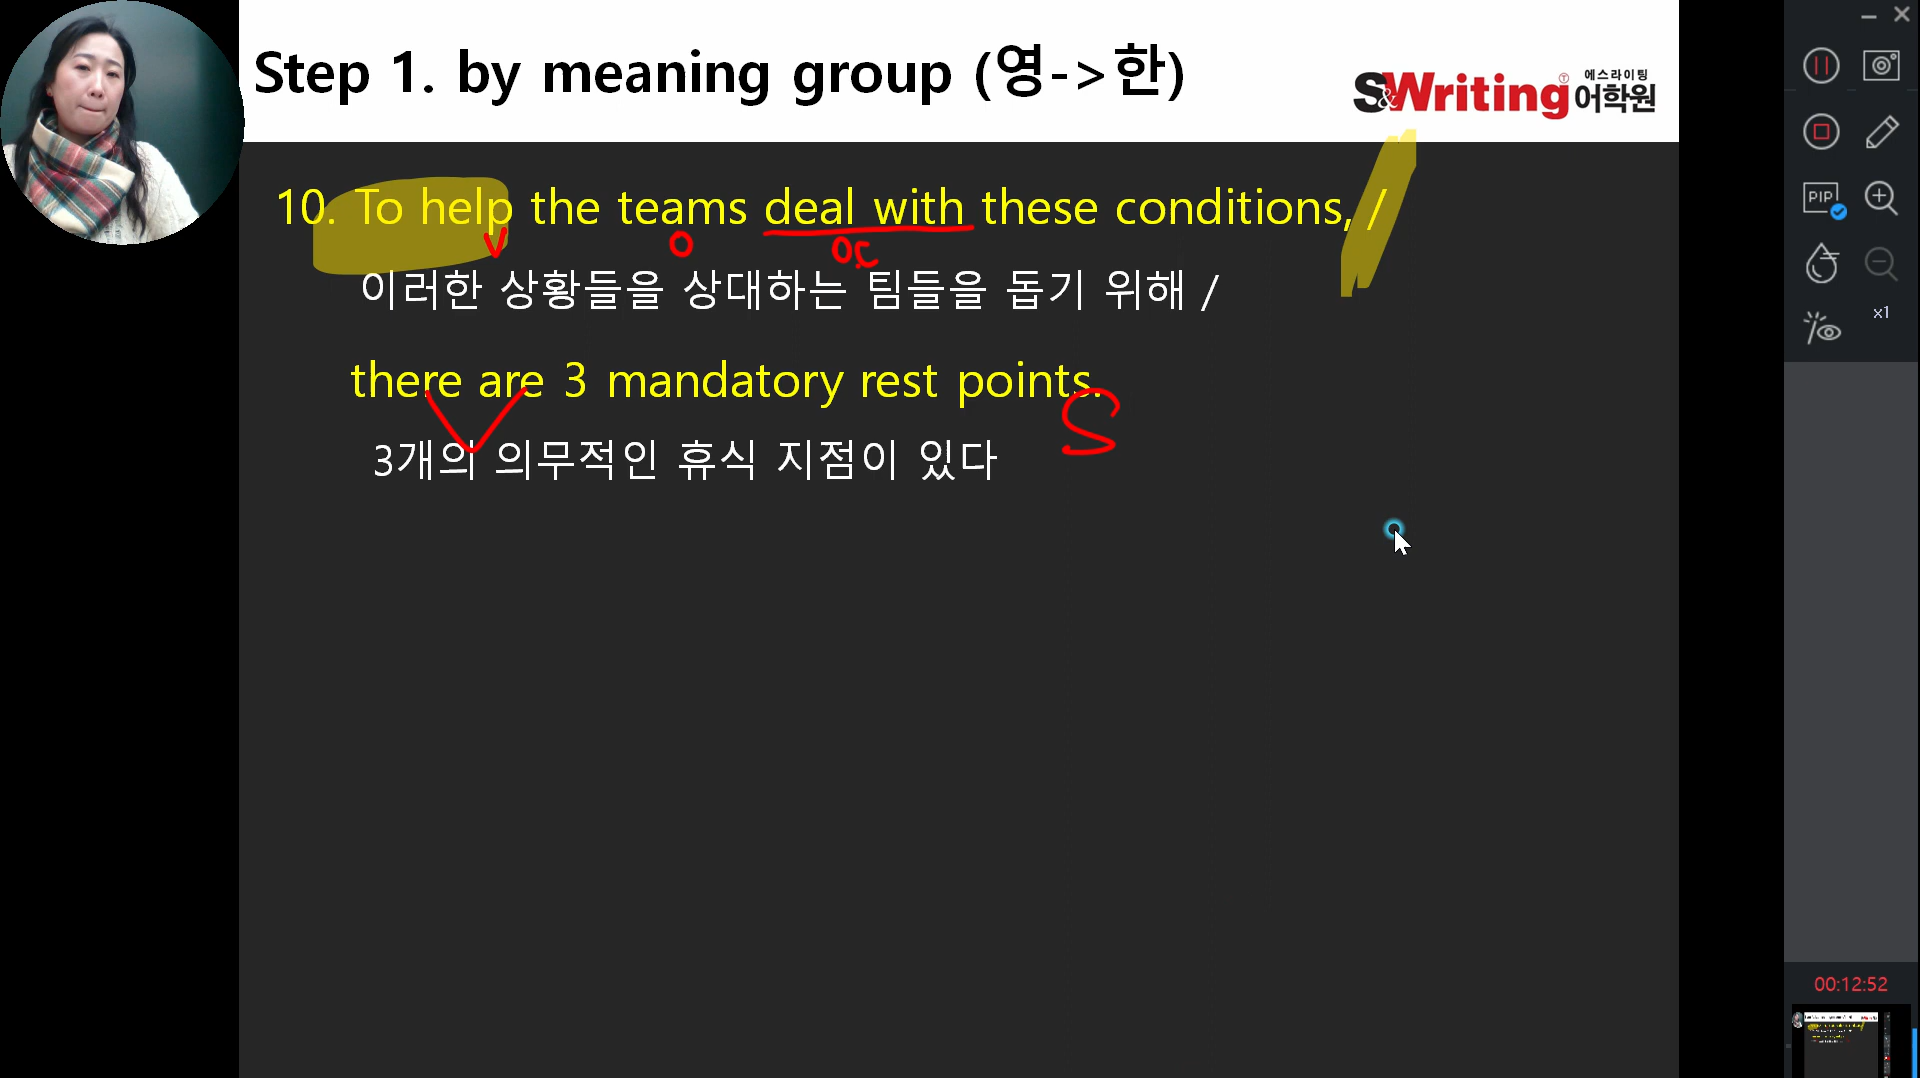 Step 1. by meaning group (영->한)
S&Writing 에스라이팅 어학원
10. To help the teams deal with these conditions, /
V O O.C
이러한 상황들을 상대하는 팀들을 돕기 위해 /
there are 3 mandatory rest points.
V S
3개의 의무적인 휴식 지점이 있다
PIP
x1
00:12:52